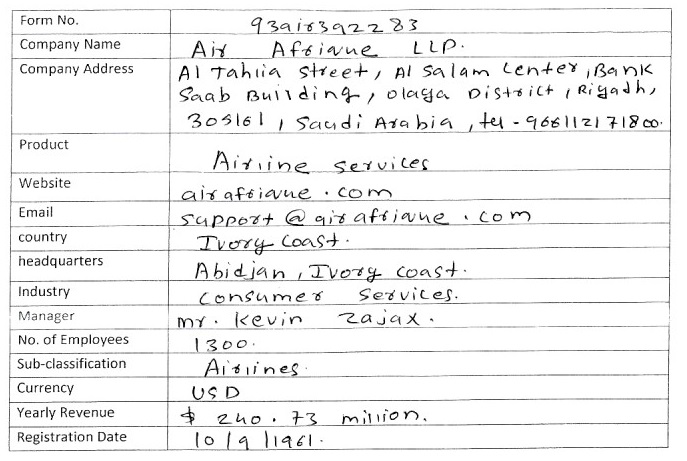 Form No. 93air3922 83
Company Name Air Afriaue LLP.
Company Address Al Tahlia street, Al Salam Center, Bank
Saab Building, Olaya District, Riyadh,
305161, Saudi Arabia, tel - 966112171800.
Product Airline services
Website airafriaue.com
Email support@airafriaue.com
country Ivory Coast.
headquarters Abidjan, Ivory coast.
Industry Consumer Services.
Manager mr. Kevin Zajax.
No. of Employees 1300.
Sub-classification Airlines.
Currency USD
Yearly Revenue $ 240.73 million.
Registration Date 10/9/1961.